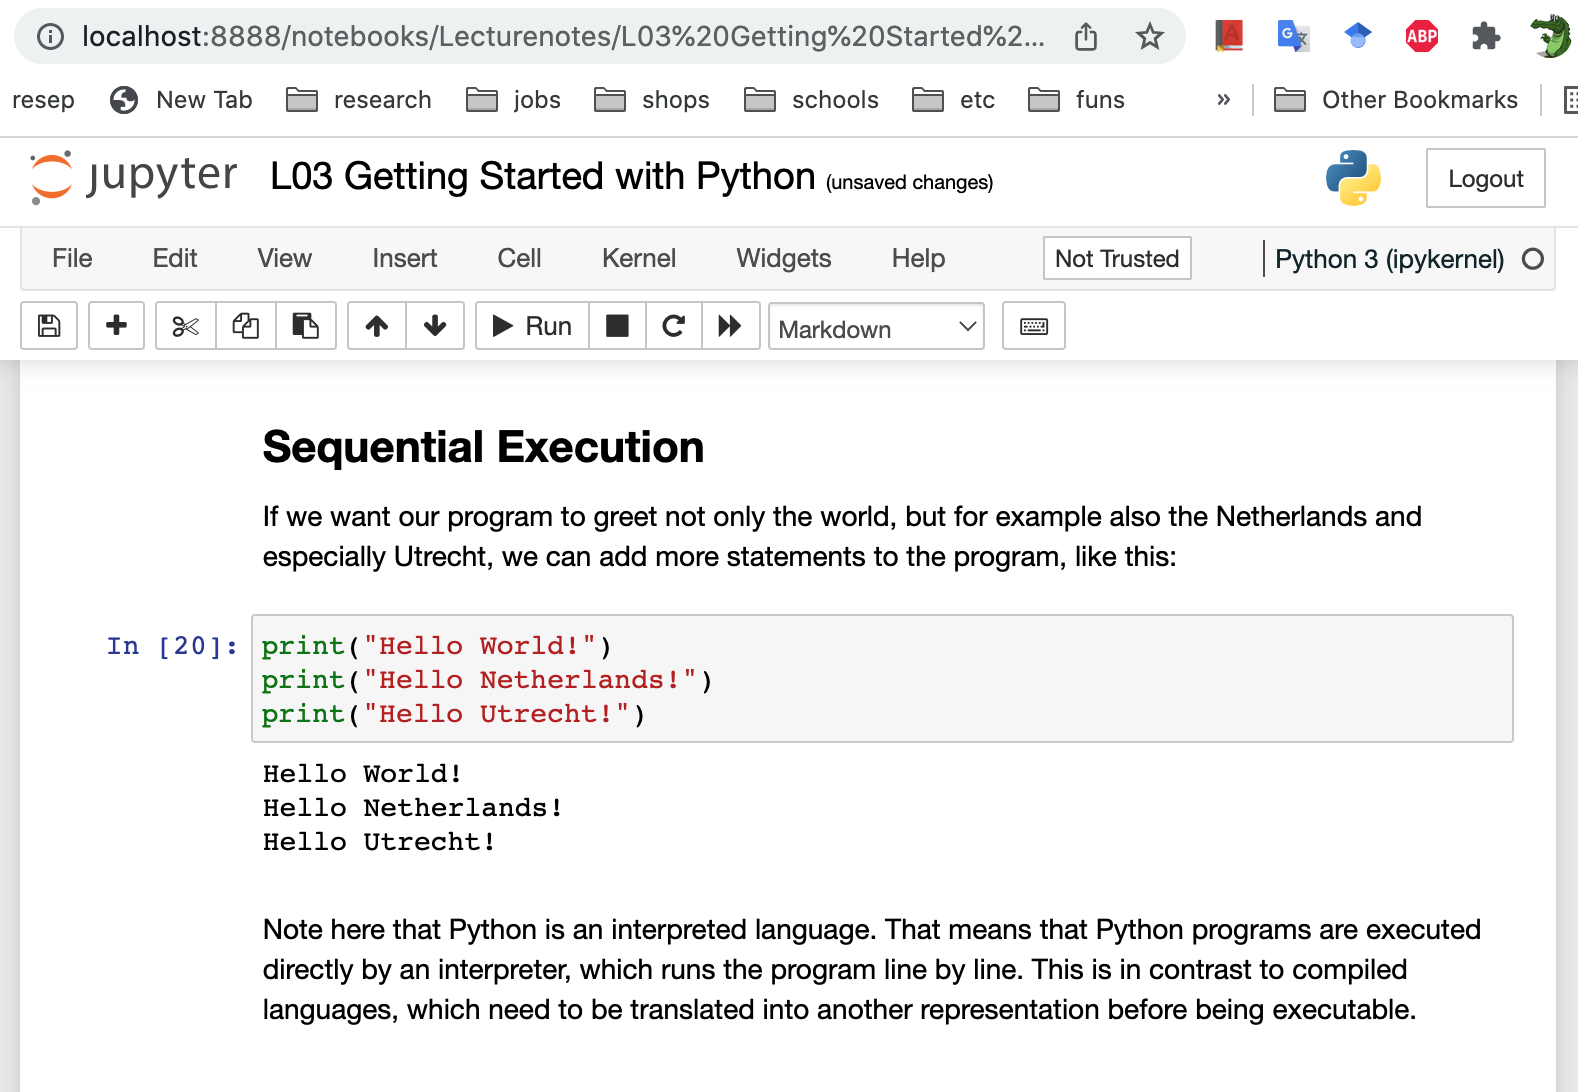 localhost:8888/notebooks/Lecturenotes/L03%20Getting%20Started%2...
ABP
resep New Tab research jobs shops schools etc funs » Other Bookmarks
jupyter L03 Getting Started with Python (unsaved changes) Logout
File Edit View Insert Cell Kernel Widgets Help Not Trusted Python 3 (ipykernel)
Run Markdown
Sequential Execution
If we want our program to greet not only the world, but for example also the Netherlands and
especially Utrecht, we can add more statements to the program, like this:
In [20]: print("Hello World!")
print("Hello Netherlands!")
print("Hello Utrecht!")
Hello World!
Hello Netherlands!
Hello Utrecht!
Note here that Python is an interpreted language. That means that Python programs are executed
directly by an interpreter, which runs the program line by line. This is in contrast to compiled
languages, which need to be translated into another representation before being executable.